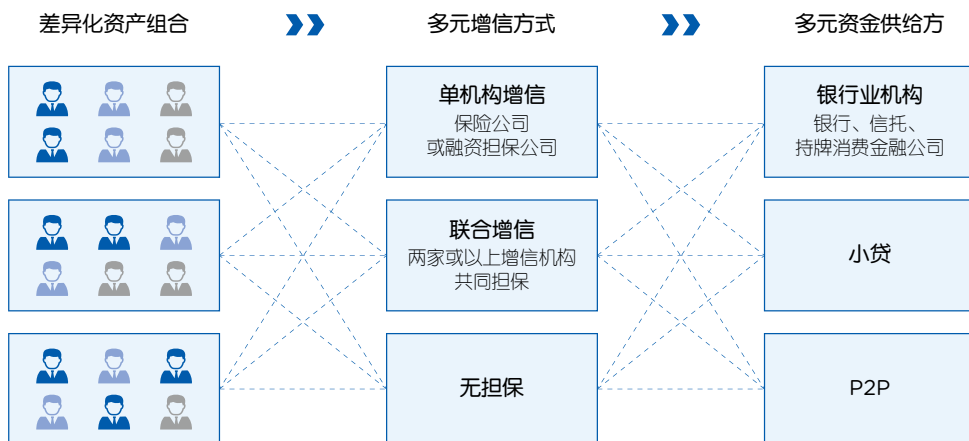 差异化资产组合
多元增信方式
多元资金供给方
单机构增信
保险公司
或融资担保公司
银行业机构
银行、信托、
持牌消费金融公司
联合增信
两家或以上增信机构
共同担保
小贷
无担保
P2P